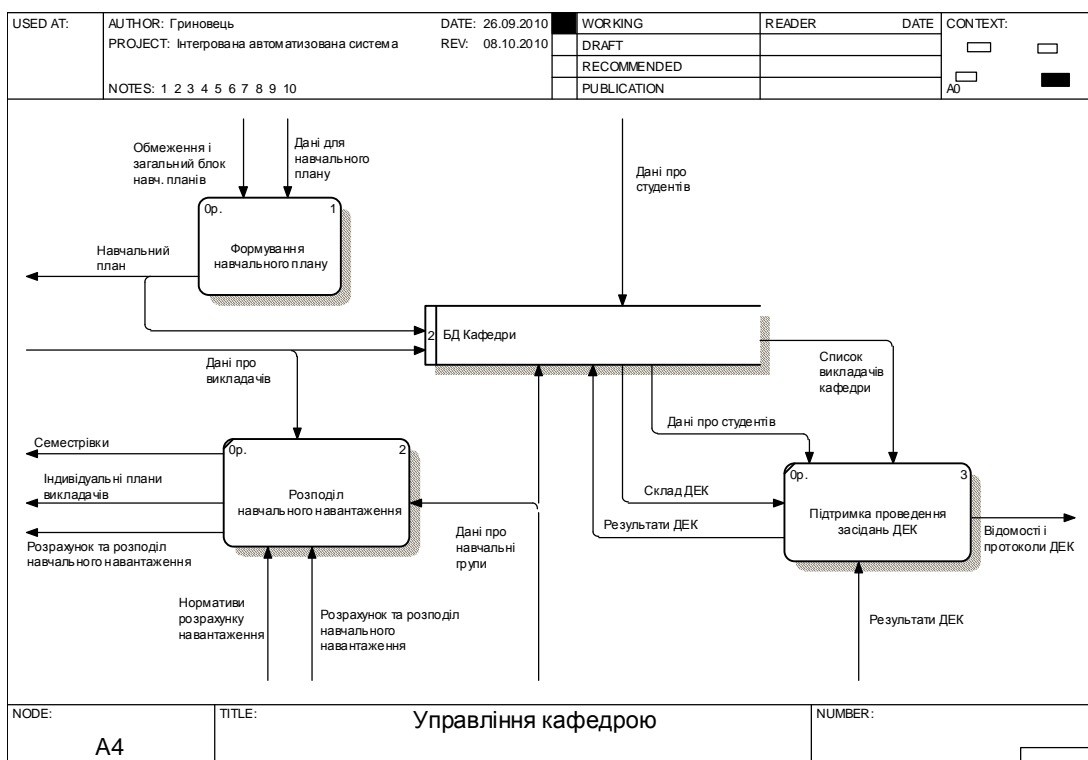 USED AT:
AUTHOR: Гриновець
DATE: 26.09.2010
WORKING
READER
DATE
CONTEXT:
PROJECT: Інтегрована автоматизована система
REV: 08.10.2010
DRAFT
RECOMMENDED
NOTES: 1 2 3 4 5 6 7 8 9 10
PUBLICATION
A0
Обмеження і
загальний блок
навч. планів
Дані для
навчального
плану
Дані про
студентів
0р.
1
Формування
навчального плану
Навчальний
план
2
БД Кафедри
Дані про
викладачів
Список
викладачів
кафедри
Дані про студентів
Семестрівки
Індивідуальні плани
викладачів
Розрахунок та розподіл
навчального навантаження
0р.
2
Розподіл
навчального навантаження
Склад ДЕК
Результати ДЕК
Дані про
навчальні
групи
0р.
3
Підтримка проведення
засідань ДЕК
Відомості і
протоколи ДЕК
Нормативи
розрахунку
навантаження
Розрахунок та розподіл
навчального
навантаження
Результати ДЕК
NODE:
TITLE:
Управління кафедрою
NUMBER:
A4